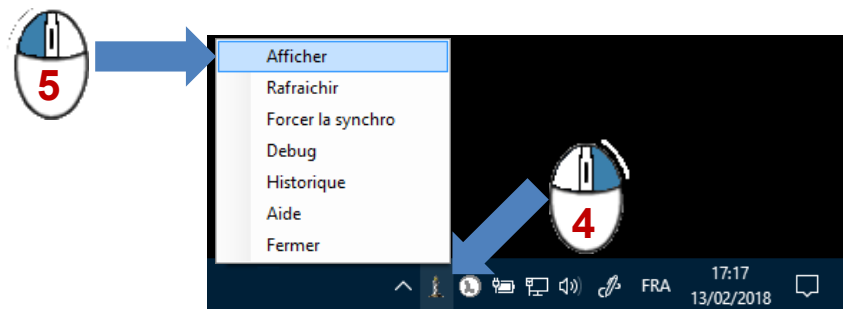 5
Afficher
Rafraichir
Forcer la synchro
Debug
Historique
Aide
Fermer
4
FRA
17:17
13/02/2018